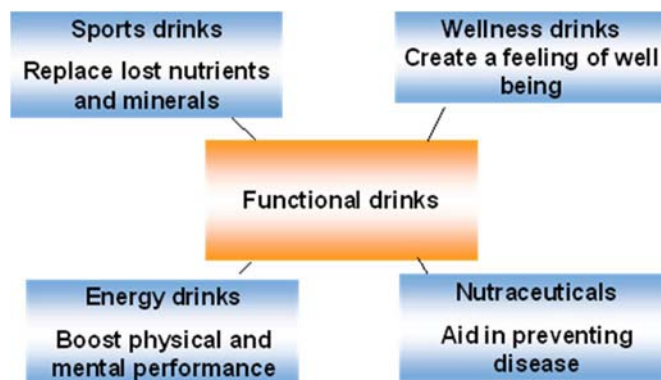 Sports drinks
Replace lost nutrients
and minerals
Wellness drinks
Create a feeling of well
being
Functional drinks
Energy drinks
Boost physical and
mental performance
Nutraceuticals
Aid in preventing
disease